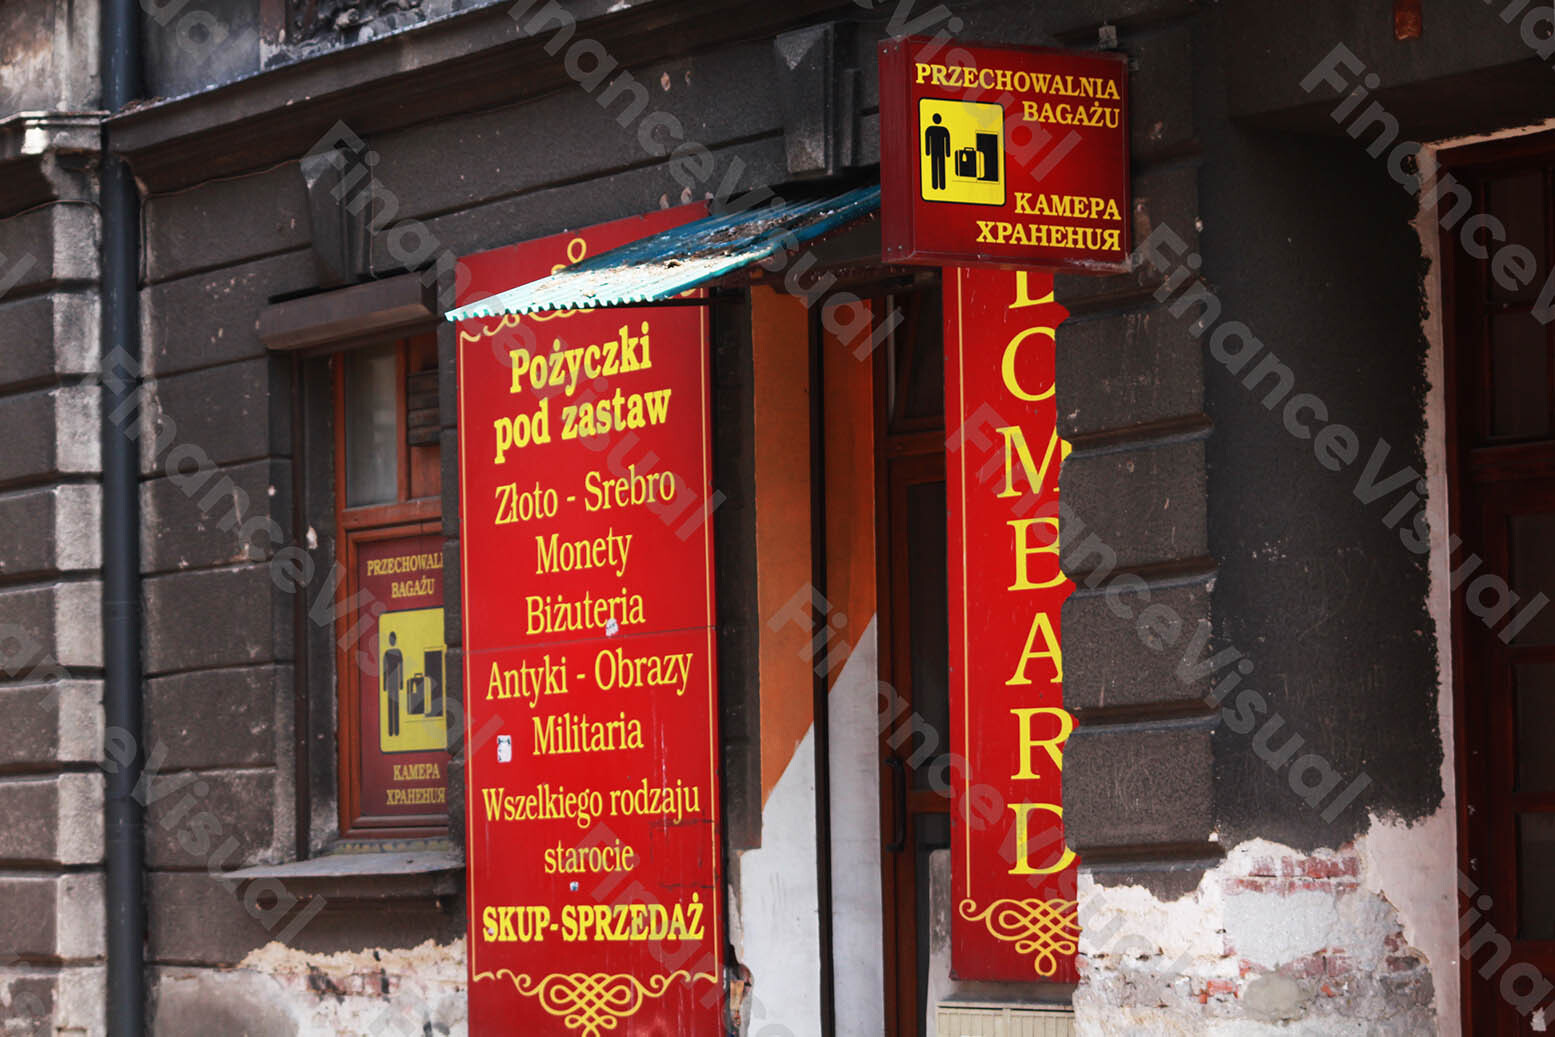 PRZECHOWALNIA
BAGAŻU
КАМЕРА
ХРАНЕНИЯ
Pożyczki
pod zastaw
Złoto - Srebro
Monety
Biżuteria
Antyki - Obrazy
Militaria
Wszelkiego rodzaju
starocie
SKUP-SPRZEDAŻ
LOMBARD
PRZECHOWAL
BAGAŻU
КАМЕРА
ХРАНЕНИЯ
FinanceVisual